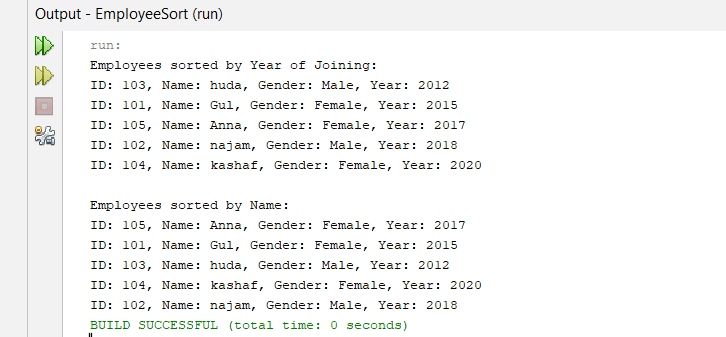 Output - EmployeeSort (run)
run:
Employees sorted by Year of Joining:
ID: 103, Name: huda, Gender: Male, Year: 2012
ID: 101, Name: Gul, Gender: Female, Year: 2015
ID: 105, Name: Anna, Gender: Female, Year: 2017
ID: 102, Name: najam, Gender: Male, Year: 2018
ID: 104, Name: kashaf, Gender: Female, Year: 2020
Employees sorted by Name:
ID: 105, Name: Anna, Gender: Female, Year: 2017
ID: 101, Name: Gul, Gender: Female, Year: 2015
ID: 103, Name: huda, Gender: Male, Year: 2012
ID: 104, Name: kashaf, Gender: Female, Year: 2020
ID: 102, Name: najam, Gender: Male, Year: 2018
BUILD SUCCESSFUL (total time: 0 seconds)